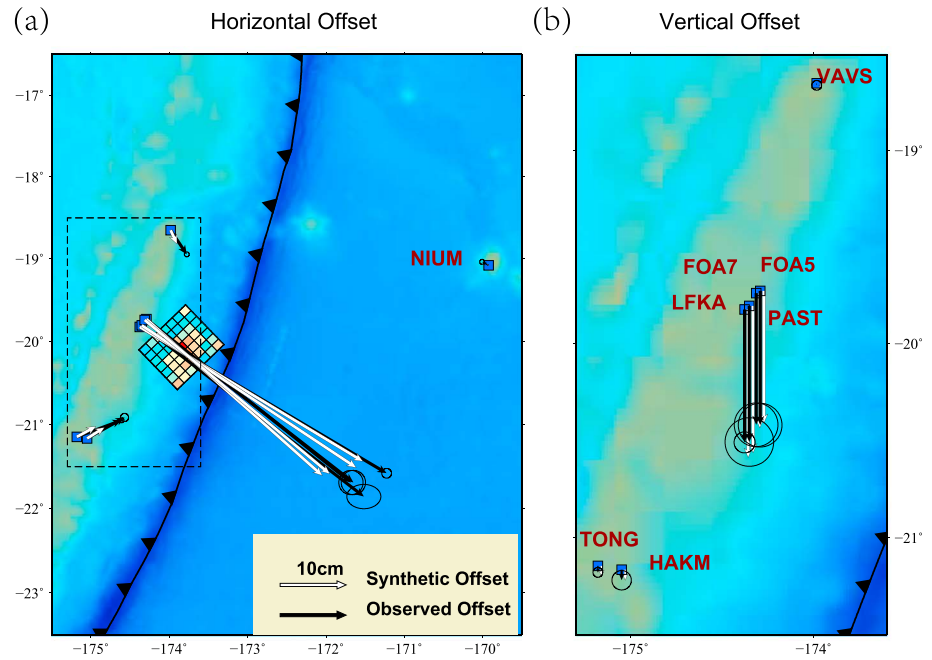 (a) Horizontal Offset
−17°
−18°
−19°
−20°
−21°
−22°
−23°
−175° −174° −173° −172° −171° −170°
NIUM
10cm
Synthetic Offset
Observed Offset
(b) Vertical Offset
VAVS
FOA7 FOA5
LFKA PAST
TONG HAKM
−19°
−20°
−21°
−175° −174°